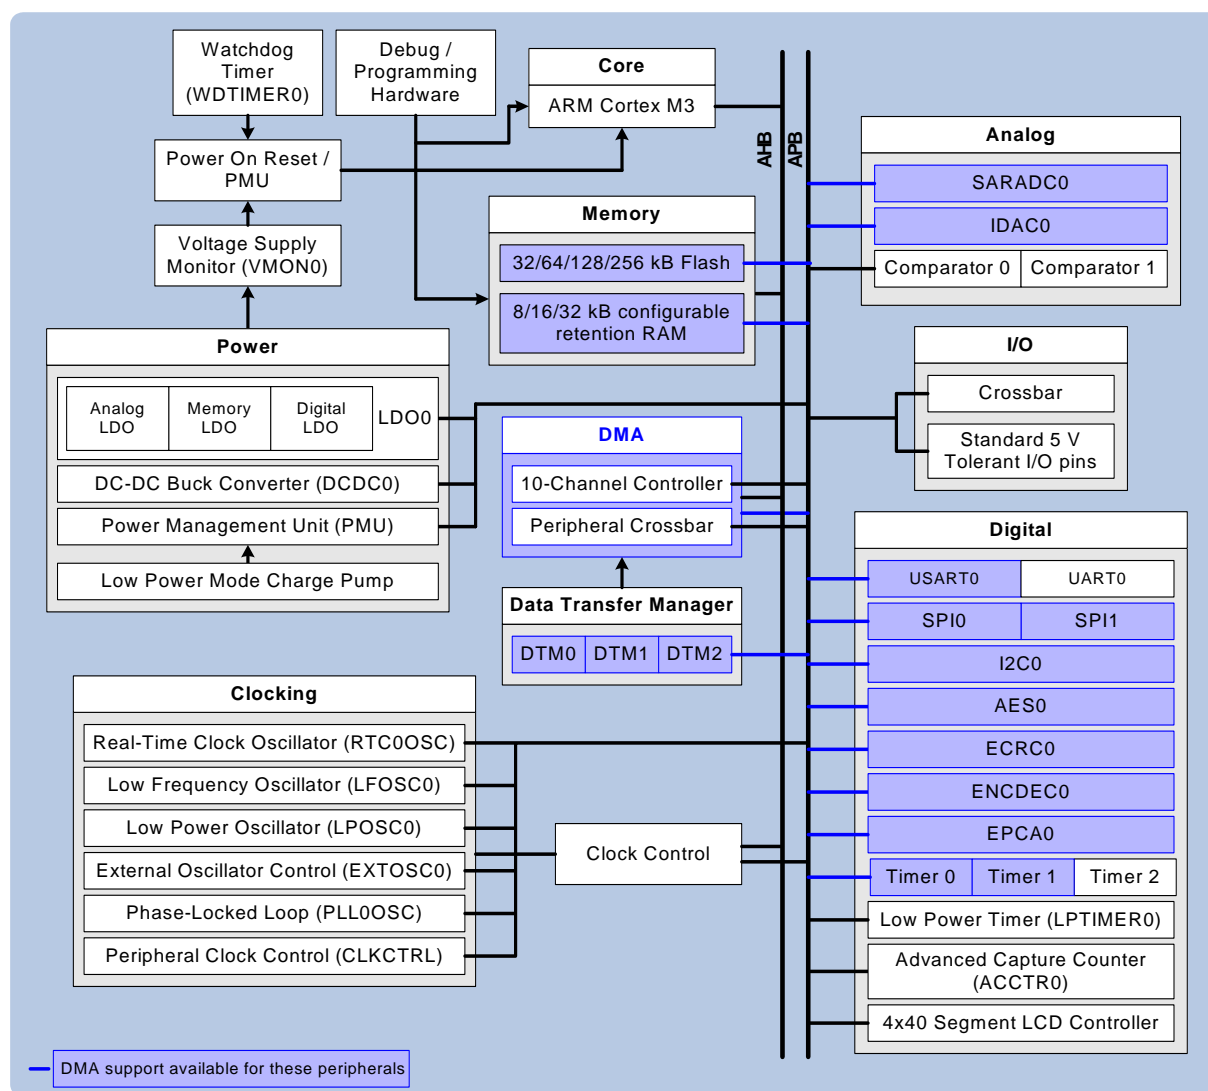 Watchdog
Timer
(WDTIMER0)
Debug /
Programming
Hardware
Core
ARM Cortex M3
Power On Reset /
PMU
Voltage Supply
Monitor (VMON0)
AHB
APB
Memory
32/64/128/256 kB Flash
8/16/32 kB configurable
retention RAM
Analog
SARADC0
IDAC0
Comparator 0
Comparator 1
Power
Analog
LDO
Memory
LDO
Digital
LDO
LDO0
DC-DC Buck Converter (DCDC0)
Power Management Unit (PMU)
Low Power Mode Charge Pump
I/O
Crossbar
Standard 5 V
Tolerant I/O pins
DMA
10-Channel Controller
Peripheral Crossbar
Data Transfer Manager
DTM0
DTM1
DTM2
Digital
USART0
UART0
SPI0
SPI1
I2C0
AES0
ECRC0
ENCDEC0
EPCA0
Timer 0
Timer 1
Timer 2
Low Power Timer (LPTIMER0)
Advanced Capture Counter
(ACCTR0)
4x40 Segment LCD Controller
Clocking
Real-Time Clock Oscillator (RTC0OSC)
Low Frequency Oscillator (LFOSC0)
Low Power Oscillator (LPOSC0)
External Oscillator Control (EXTOSC0)
Phase-Locked Loop (PLL0OSC)
Peripheral Clock Control (CLKCTRL)
Clock Control
DMA support available for these peripherals